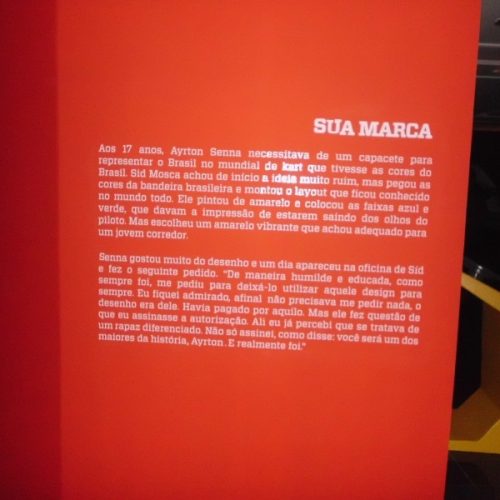 SUA MARCA
Aos 17 anos, Ayrton Senna necessitava de um capacete para
representar o Brasil no mundial de kart que tivesse as cores do
Brasil. Sid Mosca achou de início a ideia muito ruim, mas pegou as
cores da bandeira brasileira e montou o layout que ficou conhecido
no mundo todo. Ele pintou de amarelo e colocou as faixas azul e
verde, que davam a impressão de estarem saindo dos olhos do
piloto. Mas escolheu um amarelo vibrante que achou adequado para
um jovem corredor.
Senna gostou muito do desenho e um dia apareceu na oficina de Sid
e fez o seguinte pedido. “De maneira humilde e educada, como
sempre foi, me pediu para deixá-lo utilizar aquele design para
sempre. Eu fiquei admirado, afinal não precisava me pedir nada, o
desenho era dele. Havia pagado por aquilo. Mas ele fez questão de
que eu assinasse a autorização. Ali eu já percebi que se tratava de
um rapaz diferenciado. Não só assinei, como disse: você será um dos
maiores da história, Ayrton. E realmente foi.”